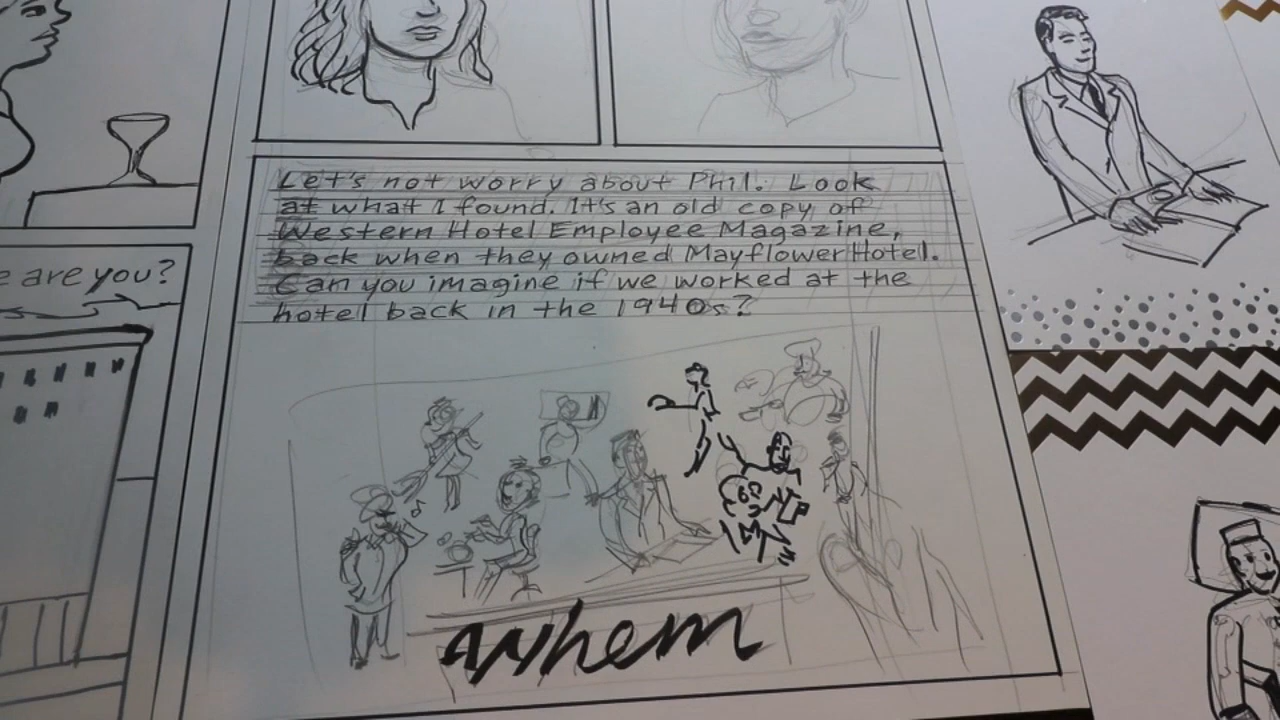 Let's not worry about Phil. Look
at what I found. It's an old copy of
Western Hotel Employee Magazine,
back when they owned Mayflower Hotel.
Can you imagine if we worked at the
hotel back in the 1940s?
e are you?